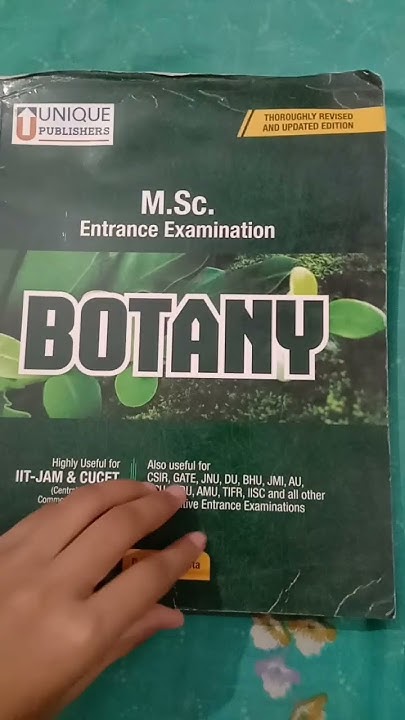 UNIQUE
PUBLISHERS
THOROUGHLY REVISED
AND UPDATED EDITION
M.Sc.
Entrance Examination
BOTANY
Highly Useful for
IIT-JAM & CUCET
Also useful for
CSIR, GATE, JNU, DU, BHU, JMI, AU,
AMU, TIFR, IISC and all other
Entrance Examinations